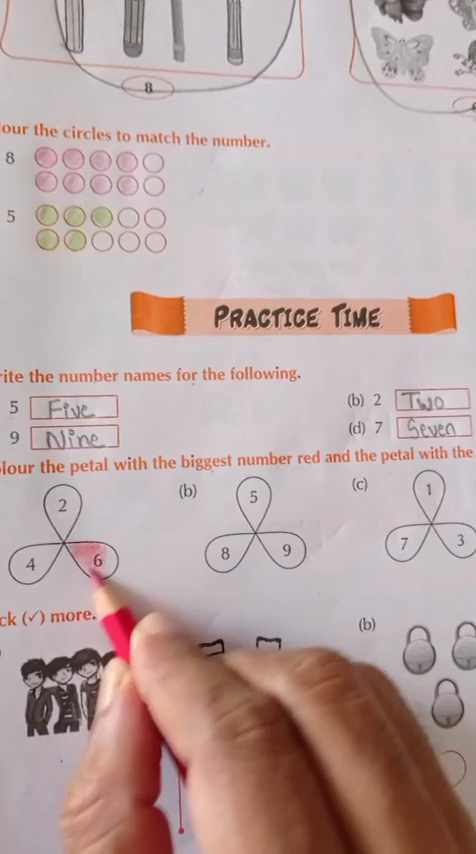 8
our the circles to match the number.
8
5
PRACTICE TIME
rite the number names for the following.
5 Five (b) 2 Two
9 Nine (d) 7 Seven
lour the petal with the biggest number red and the petal with the
2 (b) 5 (c) 1
4 6 8 9 7 3
ck (✓) more.
(b)